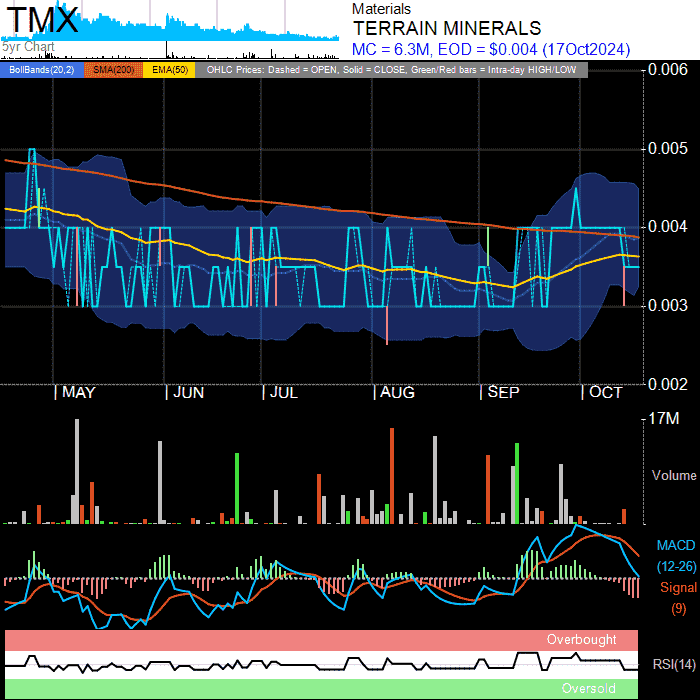 TMX
5yr Chart
Materials
TERRAIN MINERALS
MC = 6.3M, EOD = $0.004 (17Oct2024)
BollBands(20,2) SMA(200) EMA(50) OHLC Prices: Dashed = OPEN, Solid = CLOSE, Green/Red bars = Intra-day HIGH/LOW
0.006
0.005
0.004
0.003
0.002
MAY JUN JUL AUG SEP OCT
17M
Volume
MACD
(12-26)
Signal
(9)
Overbought
RSI(14)
Oversold